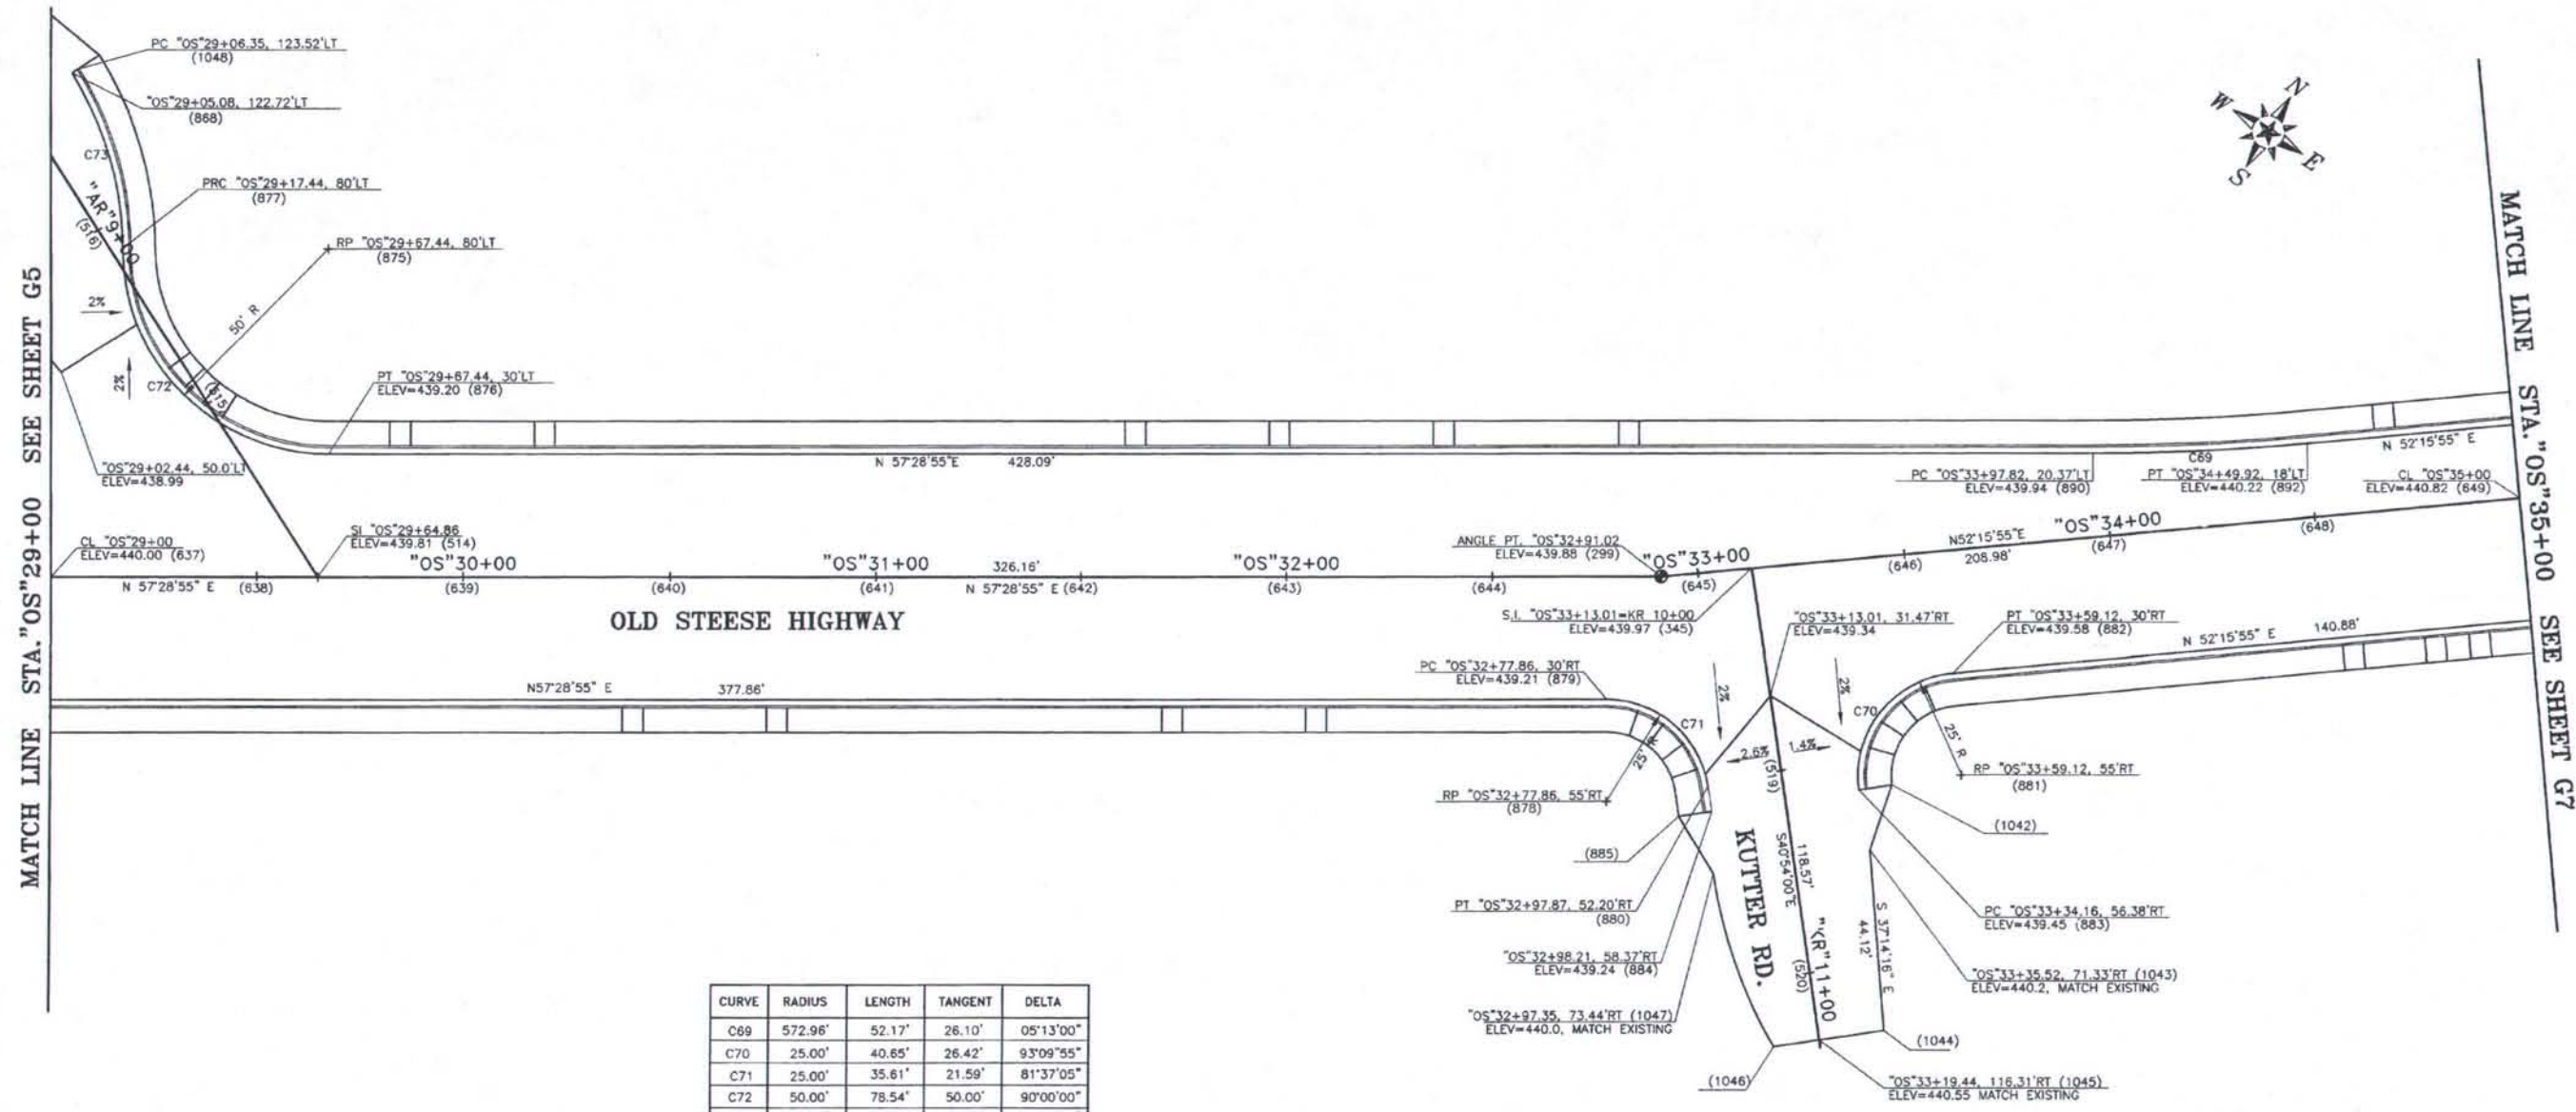 PC "OS"29+06.35, 123.52'LT
(1048)
"OS"29+05.08, 122.72'LT
(868)
C73
PRC "OS"29+17.44, 80'LT
(877)
"AR"9+00
(516)
RP "OS"29+67.44, 80'LT
(875)
50' R
2%
2%
C72
(515)
PT "OS"29+67.44, 30'LT
ELEV=439.20 (876)
"OS"29+02.44, 50.0'LT
ELEV=438.99
MATCH LINE STA."OS"29+00 SEE SHEET G5
N
W
E
S
MATCH LINE STA."OS"35+00 SEE SHEET G7
N 57°28'55"E 428.09'
C69
N 52°15'55" E
PC "OS"33+97.82, 20.37'LT
ELEV=439.94 (890)
PT "OS"34+49.92, 18'LT
ELEV=440.22 (892)
CL "OS"35+00
ELEV=440.82 (649)
CL "OS"29+00
ELEV=440.00 (637)
SI "OS"29+64.86
ELEV=439.81 (514)
"OS"30+00
"OS"31+00
326.16'
"OS"32+00
ANGLE PT. "OS"32+91.02
ELEV=439.88 (299)
"OS"33+00
N52°15'55"E
208.98'
"OS"34+00
N 57°28'55" E
(638)
(639)
(640)
(641)
N 57°28'55" E
(642)
(643)
(644)
(645)
(646)
(647)
(648)
OLD STEESE HIGHWAY
S.I. "OS"33+13.01=KR 10+00
ELEV=439.97 (345)
"OS"33+13.01, 31.47'RT
ELEV=439.34
PT "OS"33+59.12, 30'RT
ELEV=439.58 (882)
N 52°15'55" E 140.88'
PC "OS"32+77.86, 30'RT
ELEV=439.21 (879)
N57°28'55" E 377.86'
2%
2%
C71
C70
2.6%
1.4%
(519)
25' R
25' R
RP "OS"32+77.86, 55'RT
(878)
RP "OS"33+59.12, 55'RT
(881)
(1042)
(885)
KUTTER RD.
S40°54'00"E
118.57'
PT "OS"32+97.87, 52.20'RT
(880)
PC "OS"33+34.16, 56.38'RT
ELEV=439.45 (883)
S 37°14'16" E
44.12'
"OS"32+98.21, 58.37'RT
ELEV=439.24 (884)
"KR"11+00
(520)
"OS"33+35.52, 71.33'RT (1043)
ELEV=440.2, MATCH EXISTING
"OS"32+97.35, 73.44'RT (1047)
ELEV=440.0, MATCH EXISTING
(1044)
(1046)
"OS"33+19.44, 116.31'RT (1045)
ELEV=440.55 MATCH EXISTING
CURVE RADIUS LENGTH TANGENT DELTA
C69 572.96' 52.17' 26.10' 05°13'00"
C70 25.00' 40.65' 26.42' 93°09"55"
C71 25.00' 35.61' 21.59' 81°37'05"
C72 50.00' 78.54' 50.00' 90°00'00"